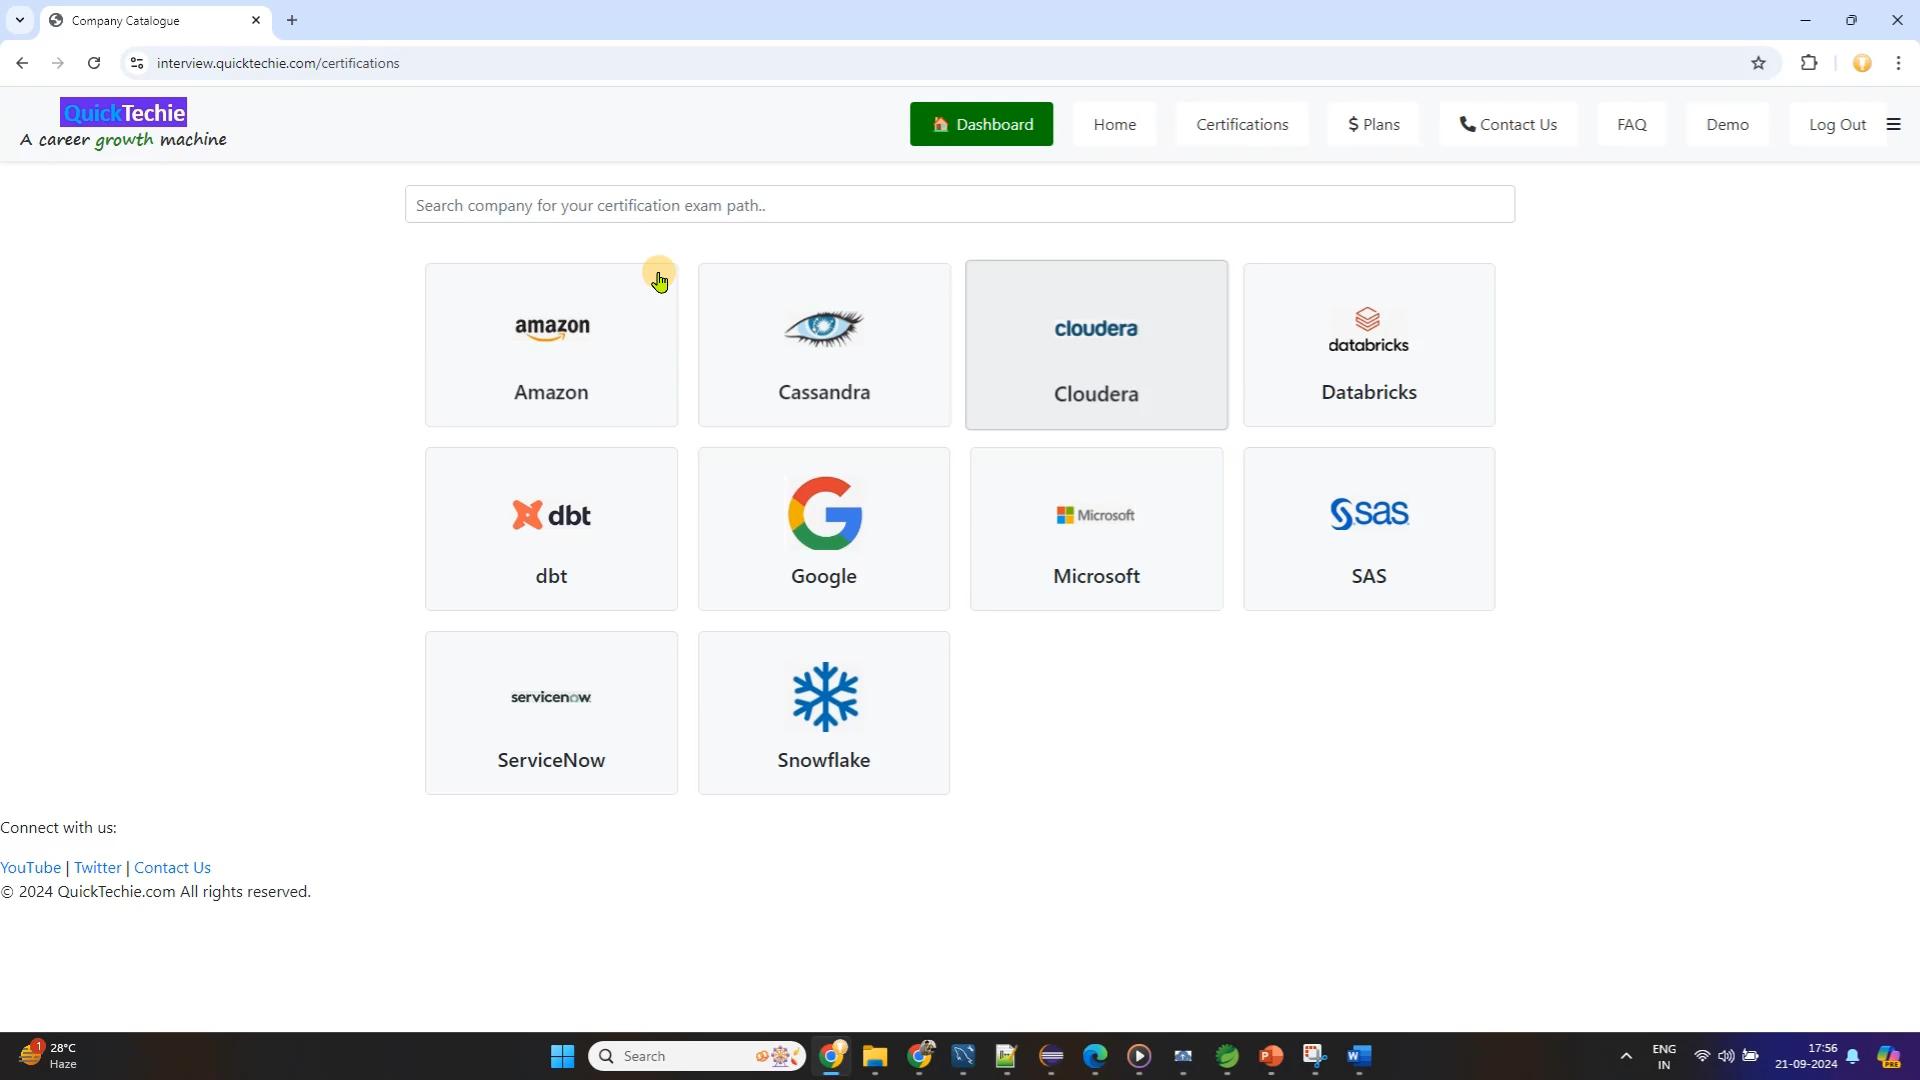 Company Catalogue
interview.quicktechie.com/certifications
QuickTechie
A career growth machine
Dashboard
Home
Certifications
$ Plans
Contact Us
FAQ
Demo
Log Out
Search company for your certification exam path..
amazon
Amazon
Cassandra
cloudera
Cloudera
databricks
Databricks
dbt
dbt
Google
Microsoft
Microsoft
sas
SAS
servicenow
ServiceNow
Snowflake
Connect with us:
YouTube | Twitter | Contact Us
© 2024 QuickTechie.com All rights reserved.
1
28°C
Haze
Search
ENG
IN
17:56
21-09-2024
PRE